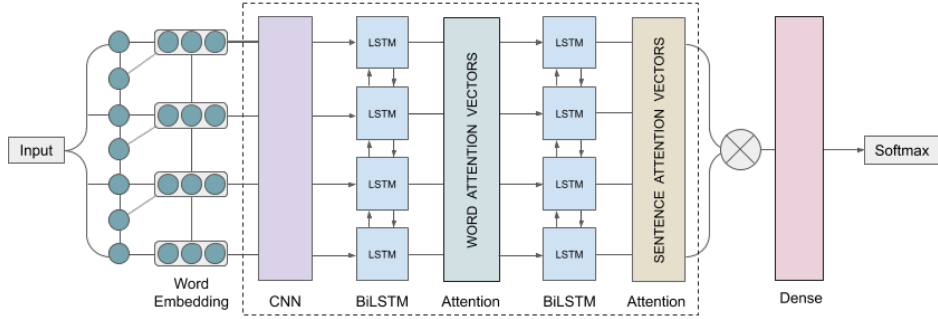 Input
Word
Embedding
CNN
LSTM
LSTM
LSTM
LSTM
BiLSTM
WORD ATTENTION VECTORS
Attention
LSTM
LSTM
LSTM
LSTM
BiLSTM
SENTENCE ATTENTION VECTORS
Attention
Dense
Softmax